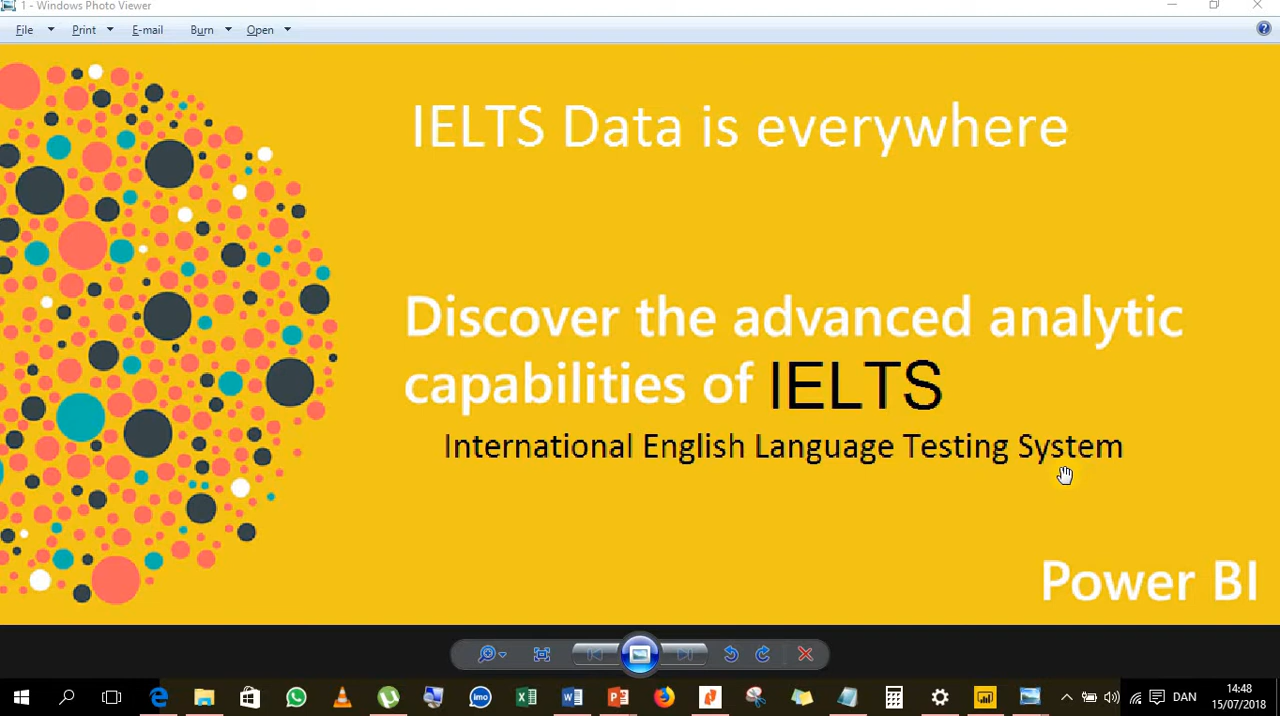 1 - Windows Photo Viewer
File Print E-mail Burn Open
IELTS Data is everywhere
Discover the advanced analytic
capabilities of IELTS
International English Language Testing System
Power BI
imo
DAN
14:48
15/07/2018